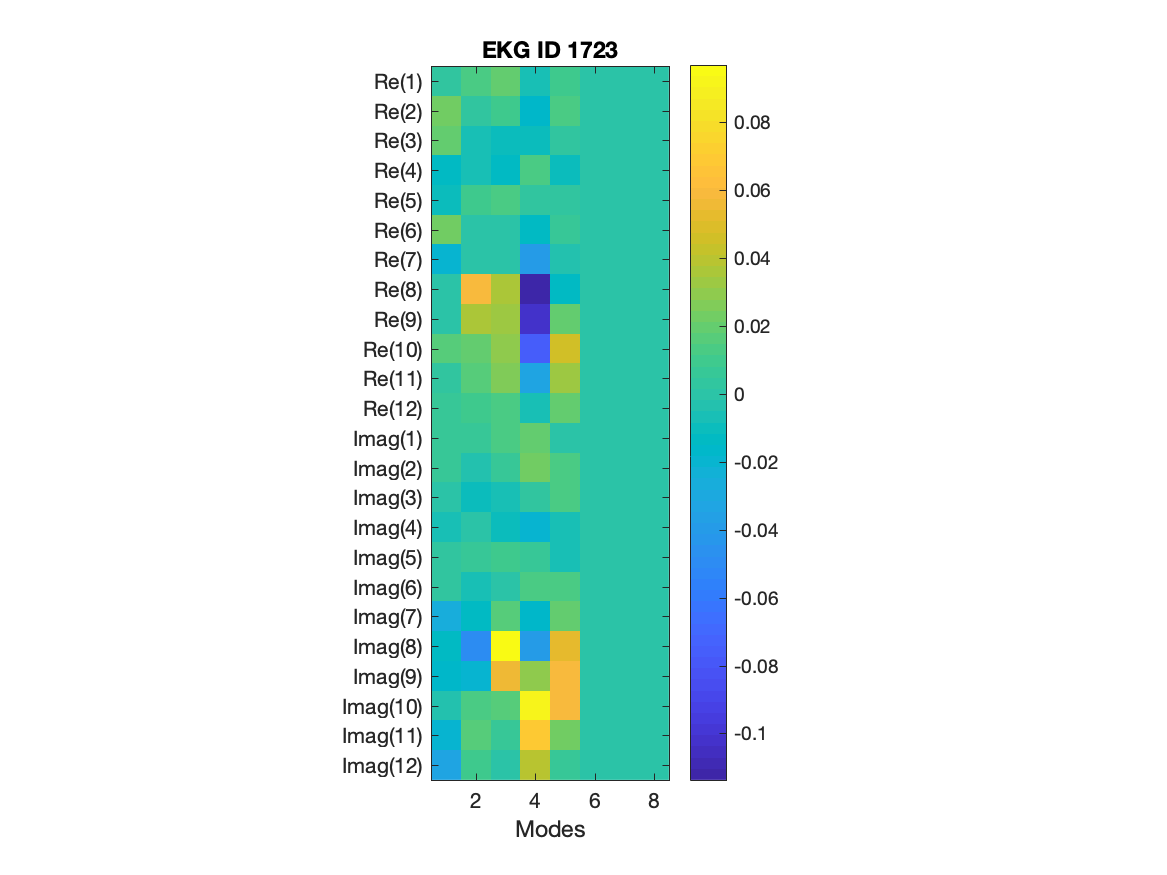 EKG ID 1723
Re(1)
Re(2)
Re(3)
Re(4)
Re(5)
Re(6)
Re(7)
Re(8)
Re(9)
Re(10)
Re(11)
Re(12)
Imag(1)
Imag(2)
Imag(3)
Imag(4)
Imag(5)
Imag(6)
Imag(7)
Imag(8)
Imag(9)
Imag(10)
Imag(11)
Imag(12)
2 4 6 8
Modes
0.08
0.06
0.04
0.02
0
-0.02
-0.04
-0.06
-0.08
-0.1